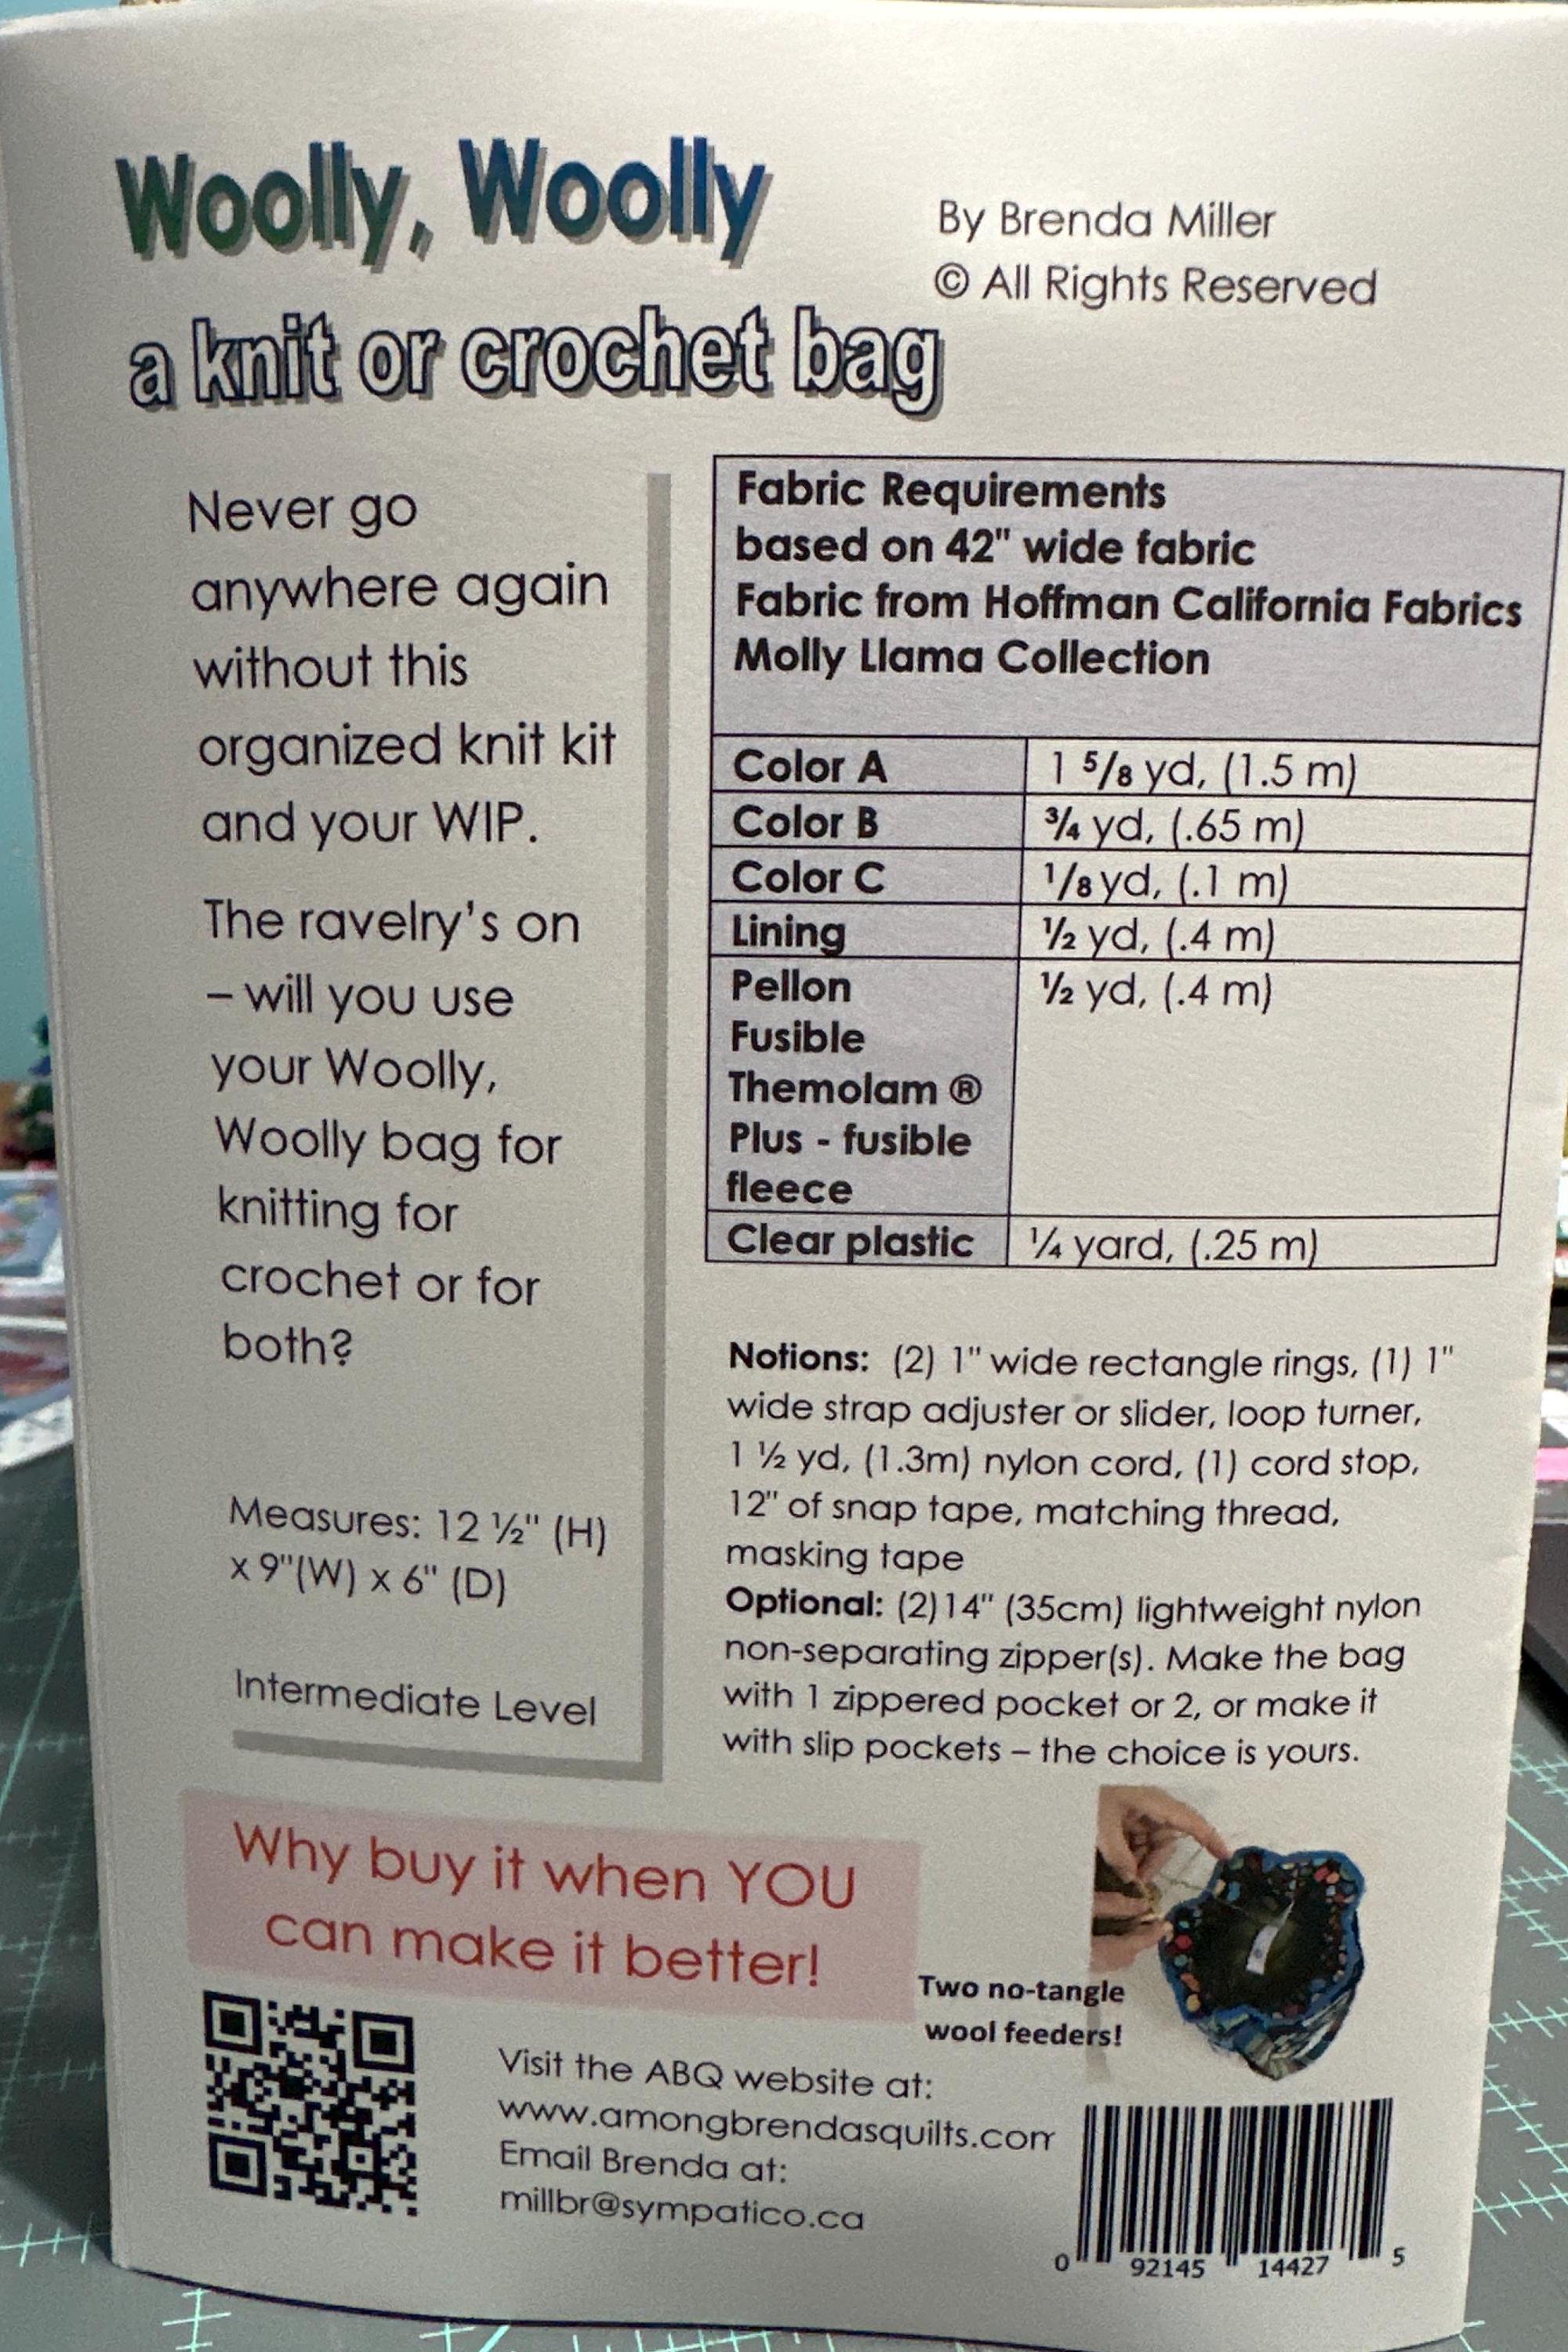 Woolly, Woolly
a knit or crochet bag
By Brenda Miller
© All Rights Reserved
Never go
anywhere again
without this
organized knit kit
and your WIP.
The ravelry's on
– will you use
your Woolly,
Woolly bag for
knitting for
crochet or for
both?
Measures: 12 ½" (H)
x 9"(W) x 6" (D)
Intermediate Level
Fabric Requirements
based on 42" wide fabric
Fabric from Hoffman California Fabrics
Molly Llama Collection
Color A 1 5/8 yd, (1.5 m)
Color B ¾ yd, (.65 m)
Color C 1/8 yd, (.1 m)
Lining ½ yd, (.4 m)
Pellon ½ yd, (.4 m)
Fusible
Themolam ®
Plus - fusible
fleece
Clear plastic ¼ yard, (.25 m)
Notions: (2) 1" wide rectangle rings, (1) 1"
wide strap adjuster or slider, loop turner,
1 ½ yd, (1.3m) nylon cord, (1) cord stop,
12" of snap tape, matching thread,
masking tape
Optional: (2)14" (35cm) lightweight nylon
non-separating zipper(s). Make the bag
with 1 zippered pocket or 2, or make it
with slip pockets – the choice is yours.
Why buy it when YOU
can make it better!
Two no-tangle
wool feeders!
Visit the ABQ website at:
www.amongbrendasquilts.com
Email Brenda at:
millbr@sympatico.ca
0 92145 14427 5